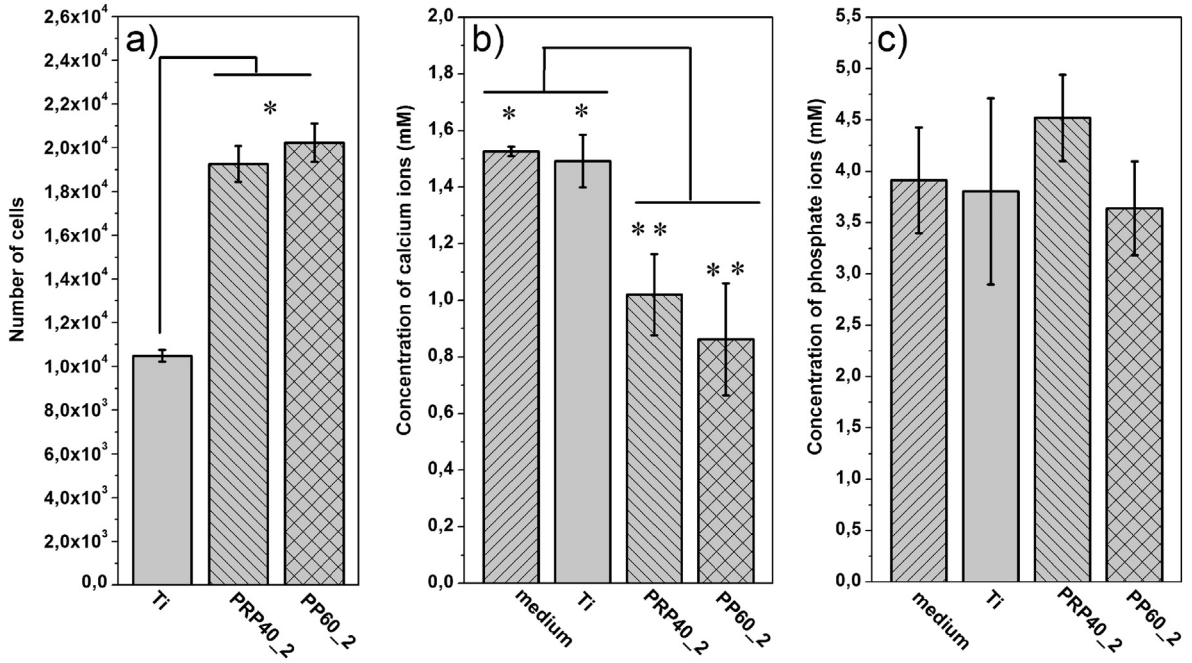 a)
Number of cells
2,6x10⁴
2,4x10⁴
2,2x10⁴
2,0x10⁴
1,8x10⁴
1,6x10⁴
1,4x10⁴
1,2x10⁴
1,0x10⁴
8,0x10³
6,0x10³
4,0x10³
2,0x10³
0,0
*
Ti
PRP40_2
PP60_2
b)
Concentration of calcium ions (mM)
2,0
1,8
1,6
1,4
1,2
1,0
0,8
0,6
0,4
0,2
0,0
*
*
**
**
medium
Ti
PRP40_2
PP60_2
c)
Concentration of phosphate ions (mM)
5,5
5,0
4,5
4,0
3,5
3,0
2,5
2,0
1,5
1,0
0,5
0,0
medium
Ti
PRP40_2
PP60_2